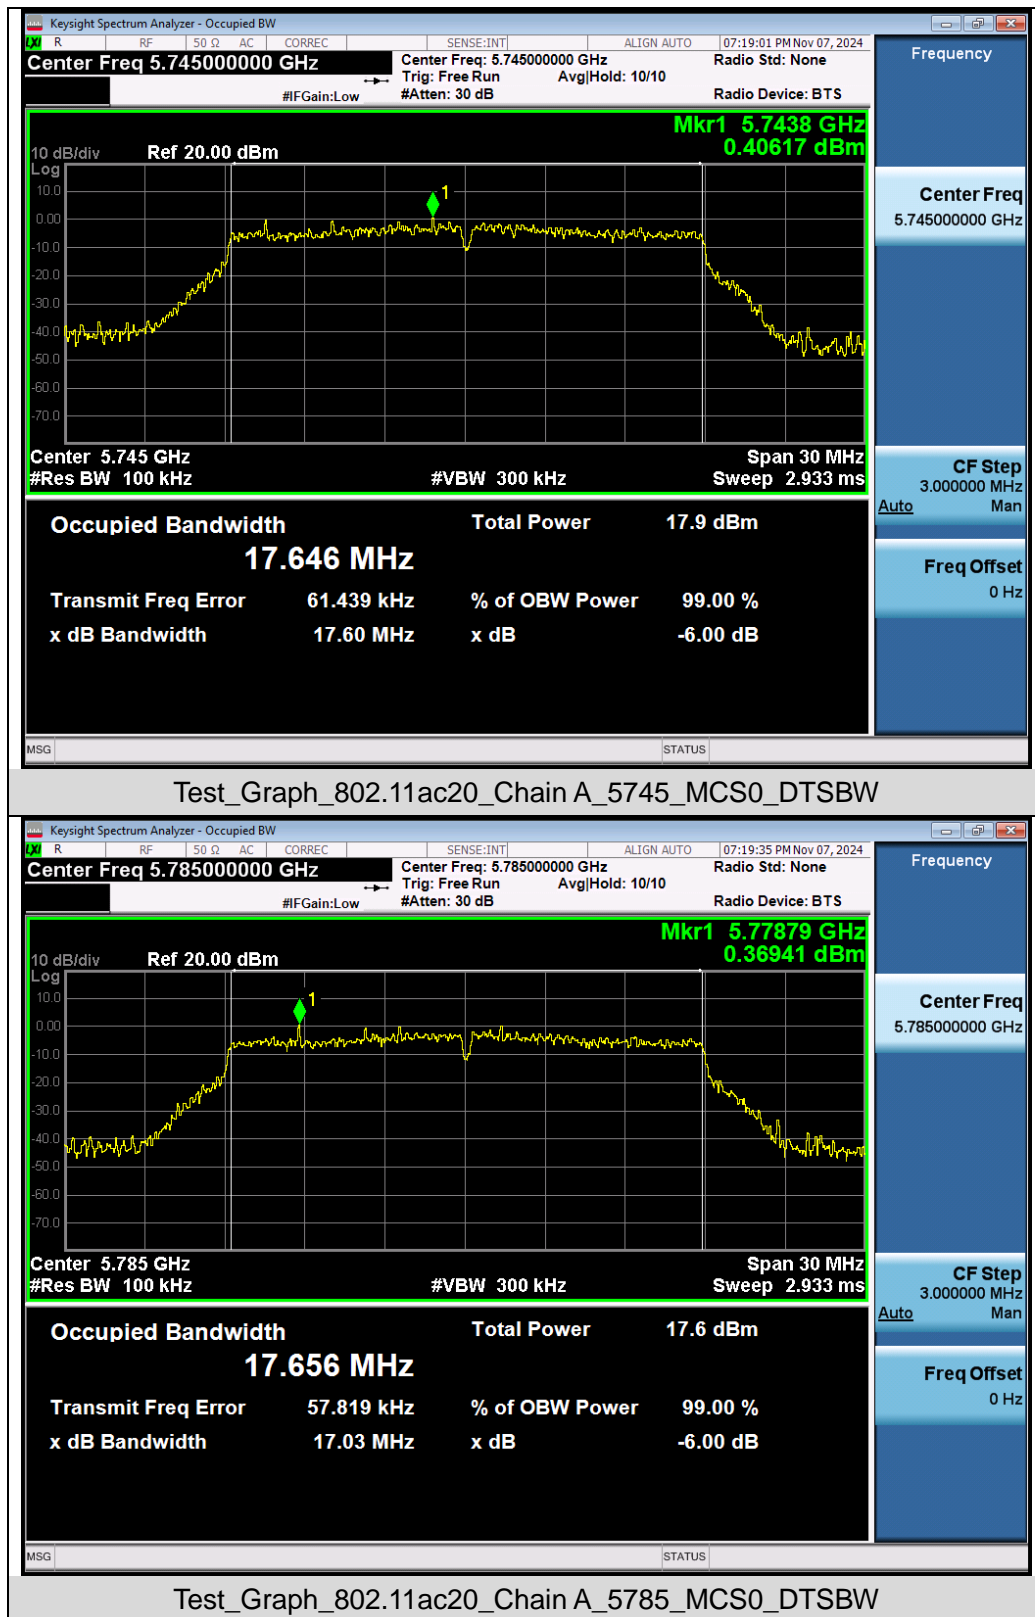 Keysight Spectrum Analyzer - Occupied BW
LXI R RF 50 Ω AC CORREC SENSE:INT ALIGN AUTO 07:19:01 PM Nov 07, 2024
Center Freq 5.745000000 GHz
Center Freq: 5.745000000 GHz Radio Std: None
Trig: Free Run Avg|Hold: 10/10
#IFGain:Low #Atten: 30 dB Radio Device: BTS
Frequency
Mkr1 5.7438 GHz
0.40617 dBm
10 dB/div Ref 20.00 dBm
Log
10.0
0.00
-10.0
-20.0
-30.0
-40.0
-50.0
-60.0
-70.0
1
Center 5.745 GHz Span 30 MHz
#Res BW 100 kHz #VBW 300 kHz Sweep 2.933 ms
Center Freq
5.745000000 GHz
CF Step
3.000000 MHz
Auto Man
Freq Offset
0 Hz
Occupied Bandwidth Total Power 17.9 dBm
17.646 MHz
Transmit Freq Error 61.439 kHz % of OBW Power 99.00 %
x dB Bandwidth 17.60 MHz x dB -6.00 dB
MSG STATUS
Test_Graph_802.11ac20_Chain A_5745_MCS0_DTSBW
Keysight Spectrum Analyzer - Occupied BW
LXI R RF 50 Ω AC CORREC SENSE:INT ALIGN AUTO 07:19:35 PM Nov 07, 2024
Center Freq 5.785000000 GHz
Center Freq: 5.785000000 GHz Radio Std: None
Trig: Free Run Avg|Hold: 10/10
#IFGain:Low #Atten: 30 dB Radio Device: BTS
Frequency
Mkr1 5.77879 GHz
0.36941 dBm
10 dB/div Ref 20.00 dBm
Log
10.0
0.00
-10.0
-20.0
-30.0
-40.0
-50.0
-60.0
-70.0
1
Center 5.785 GHz Span 30 MHz
#Res BW 100 kHz #VBW 300 kHz Sweep 2.933 ms
Center Freq
5.785000000 GHz
CF Step
3.000000 MHz
Auto Man
Freq Offset
0 Hz
Occupied Bandwidth Total Power 17.6 dBm
17.656 MHz
Transmit Freq Error 57.819 kHz % of OBW Power 99.00 %
x dB Bandwidth 17.03 MHz x dB -6.00 dB
MSG STATUS
Test_Graph_802.11ac20_Chain A_5785_MCS0_DTSBW